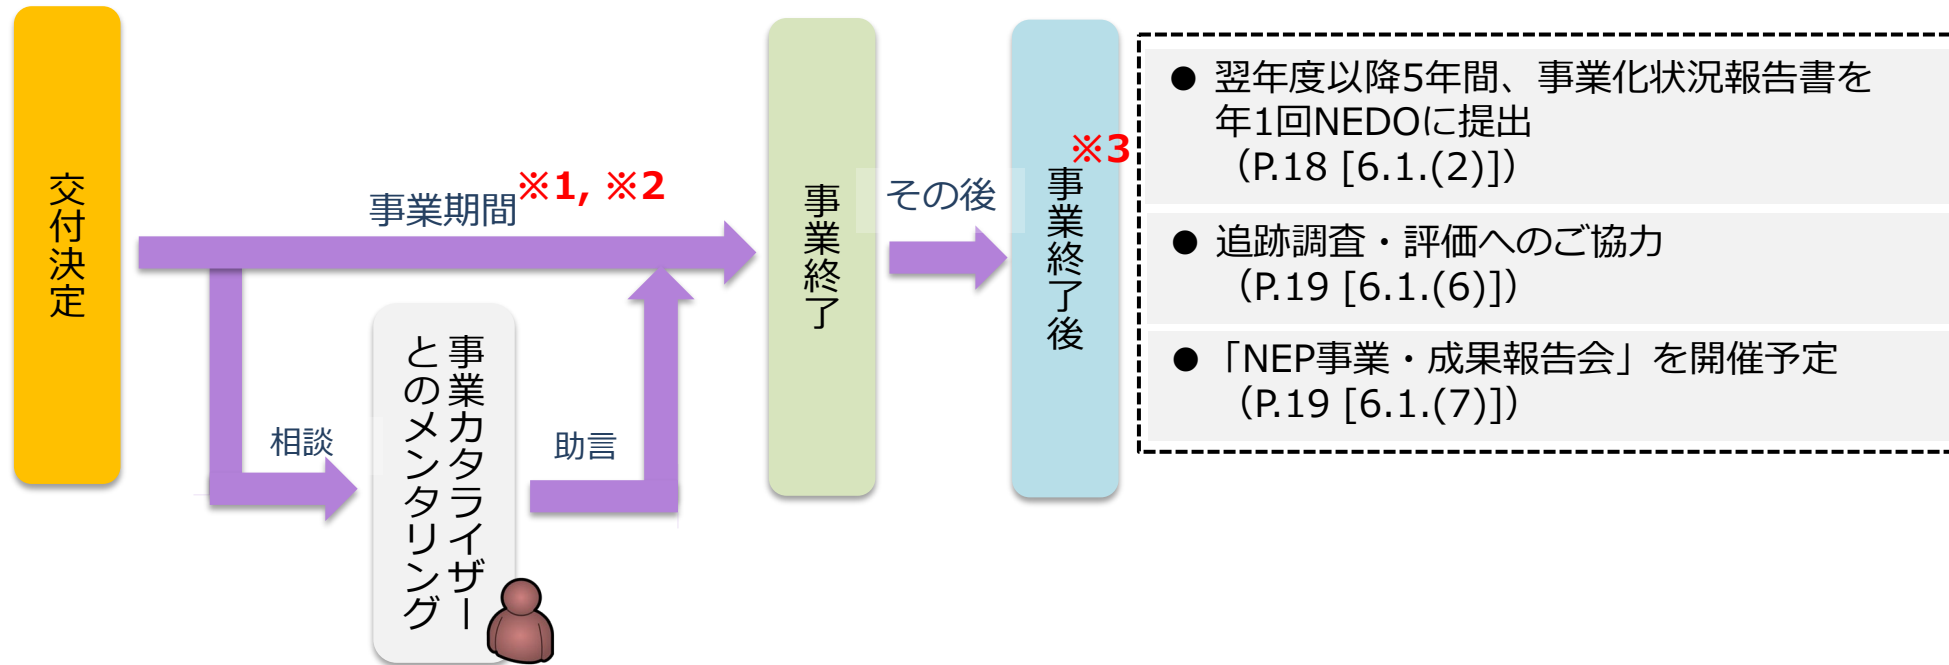 交付決定
事業期間※1, ※2
相談
事業カタライザー
とのメンタリング
助言
事業終了
その後
※3
事業終了後
● 翌年度以降5年間、事業化状況報告書を
年1回NEDOに提出
（P.18 [6.1.(2)]）
● 追跡調査・評価へのご協力
（P.19 [6.1.(6)]）
● 「NEP事業・成果報告会」を開催予定
（P.19 [6.1.(7)]）